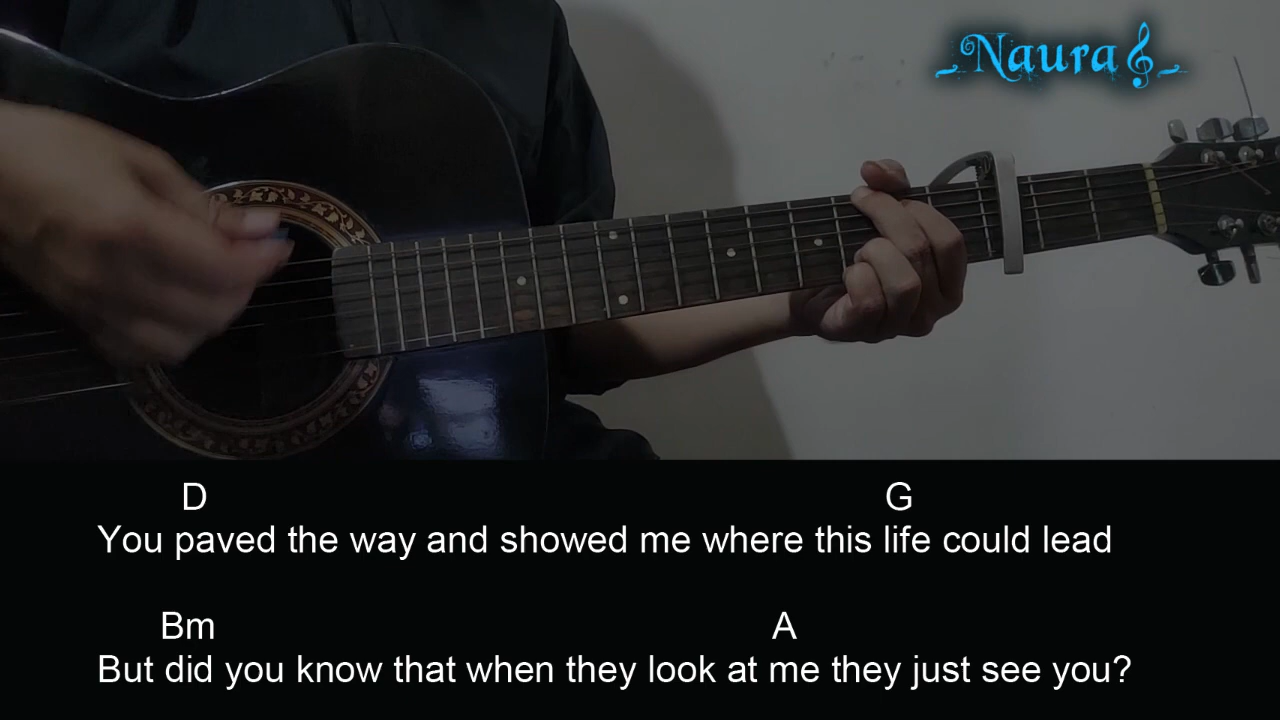 Naura
D G
You paved the way and showed me where this life could lead
Bm A
But did you know that when they look at me they just see you?